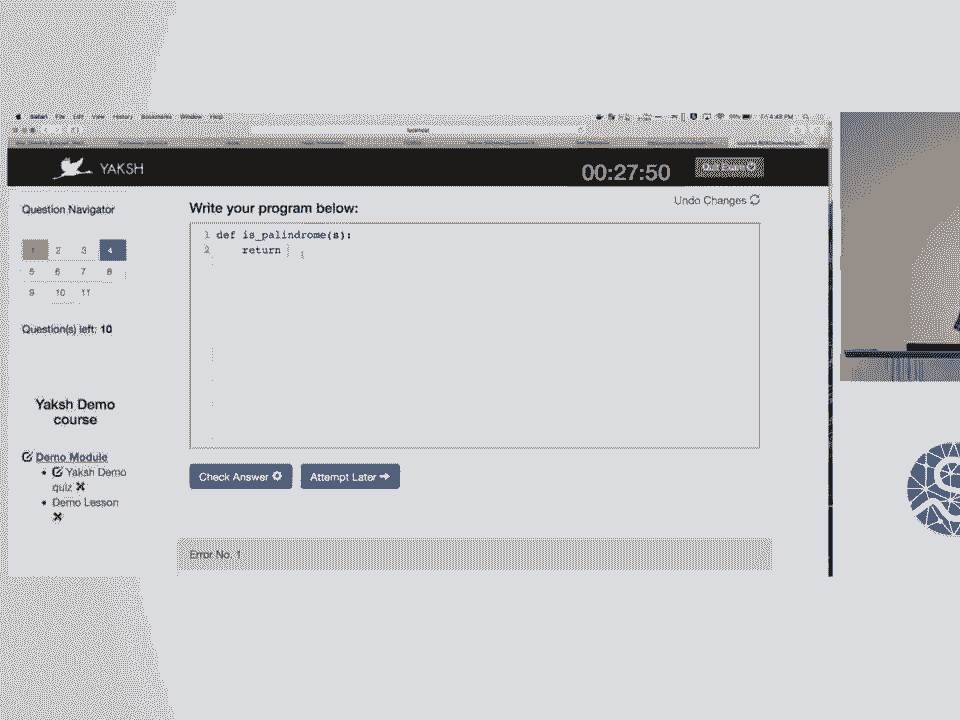 Safari File Edit View History Bookmarks Window Help
localhost
YAKSH
00:27:50
Question Navigator
Write your program below:
Undo Changes
1 def is_palindrome(s):
2 return
1 2 3 4
5 6 7 8
9 10 11
Question(s) left: 10
Yaksh Demo
course
Demo Module
Yaksh Demo
quiz
Demo Lesson
Check Answer
Attempt Later
Error No. 1